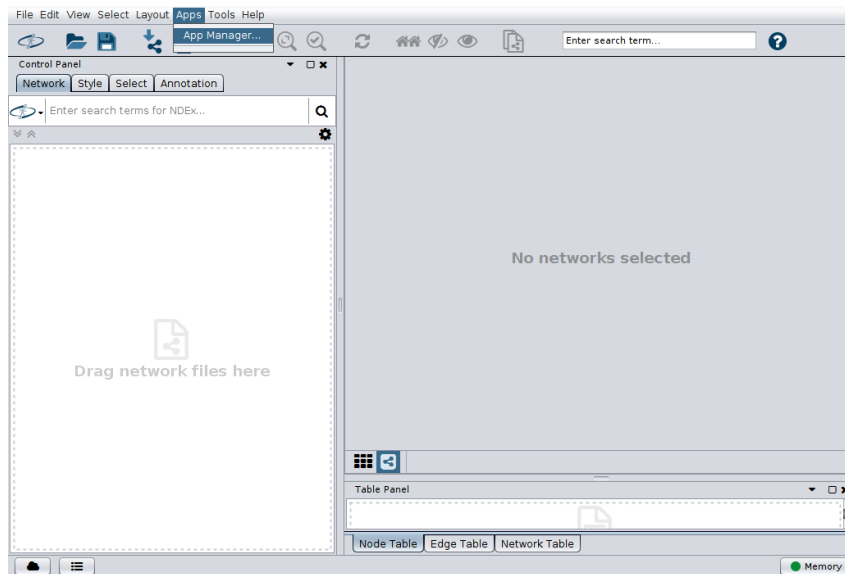 File Edit View Select Layout Apps Tools Help
App Manager...
Enter search term...
Control Panel
Network Style Select Annotation
Enter search terms for NDEx...
No networks selected
Drag network files here
Table Panel
Node Table Edge Table Network Table
Memory